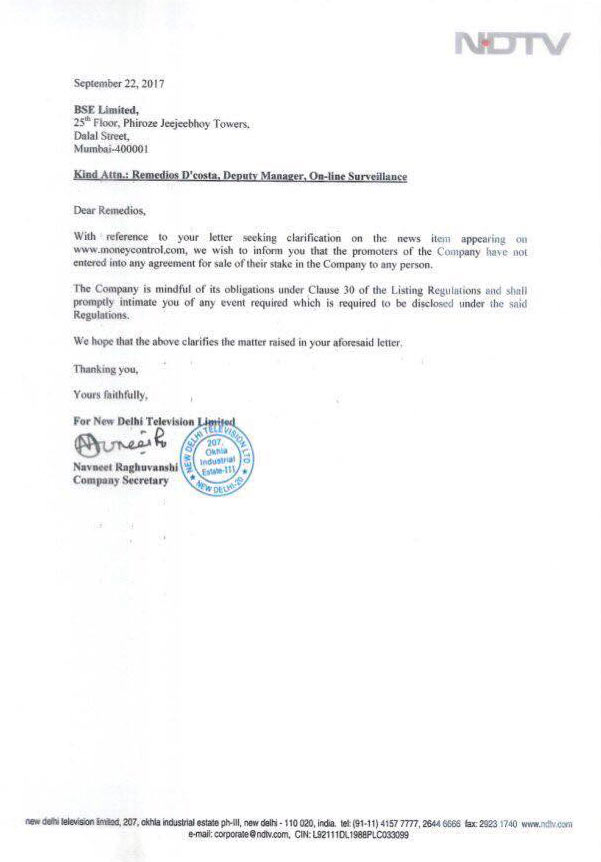 NDTV
September 22, 2017
BSE Limited,
25th Floor, Phiroze Jeejeebhoy Towers,
Dalal Street,
Mumbai-400001
Kind Attn.: Remedios D'costa, Deputy Manager, On-line Surveillance
Dear Remedios,
With reference to your letter seeking clarification on the news item appearing on
www.moneycontrol.com, we wish to inform you that the promoters of the Company have not
entered into any agreement for sale of their stake in the Company to any person.
The Company is mindful of its obligations under Clause 30 of the Listing Regulations and shall
promptly intimate you of any event required which is required to be disclosed under the said
Regulations.
We hope that the above clarifies the matter raised in your aforesaid letter.
Thanking you,
Yours faithfully,
For New Delhi Television Limited
Navneet Raghuvanshi
Company Secretary
NEW DELHI TELEVISION LTD
207,
Okhla
Industrial
Estate-III
★ NEW DELHI-20 ★
new delhi television limited, 207, okhla industrial estate ph-III, new delhi - 110 020, india. tel: (91-11) 4157 7777, 2644 6666 fax: 2923 1740 www.ndtv.com
e-mail: corporate@ndtv.com, CIN: L92111DL1988PLC033099